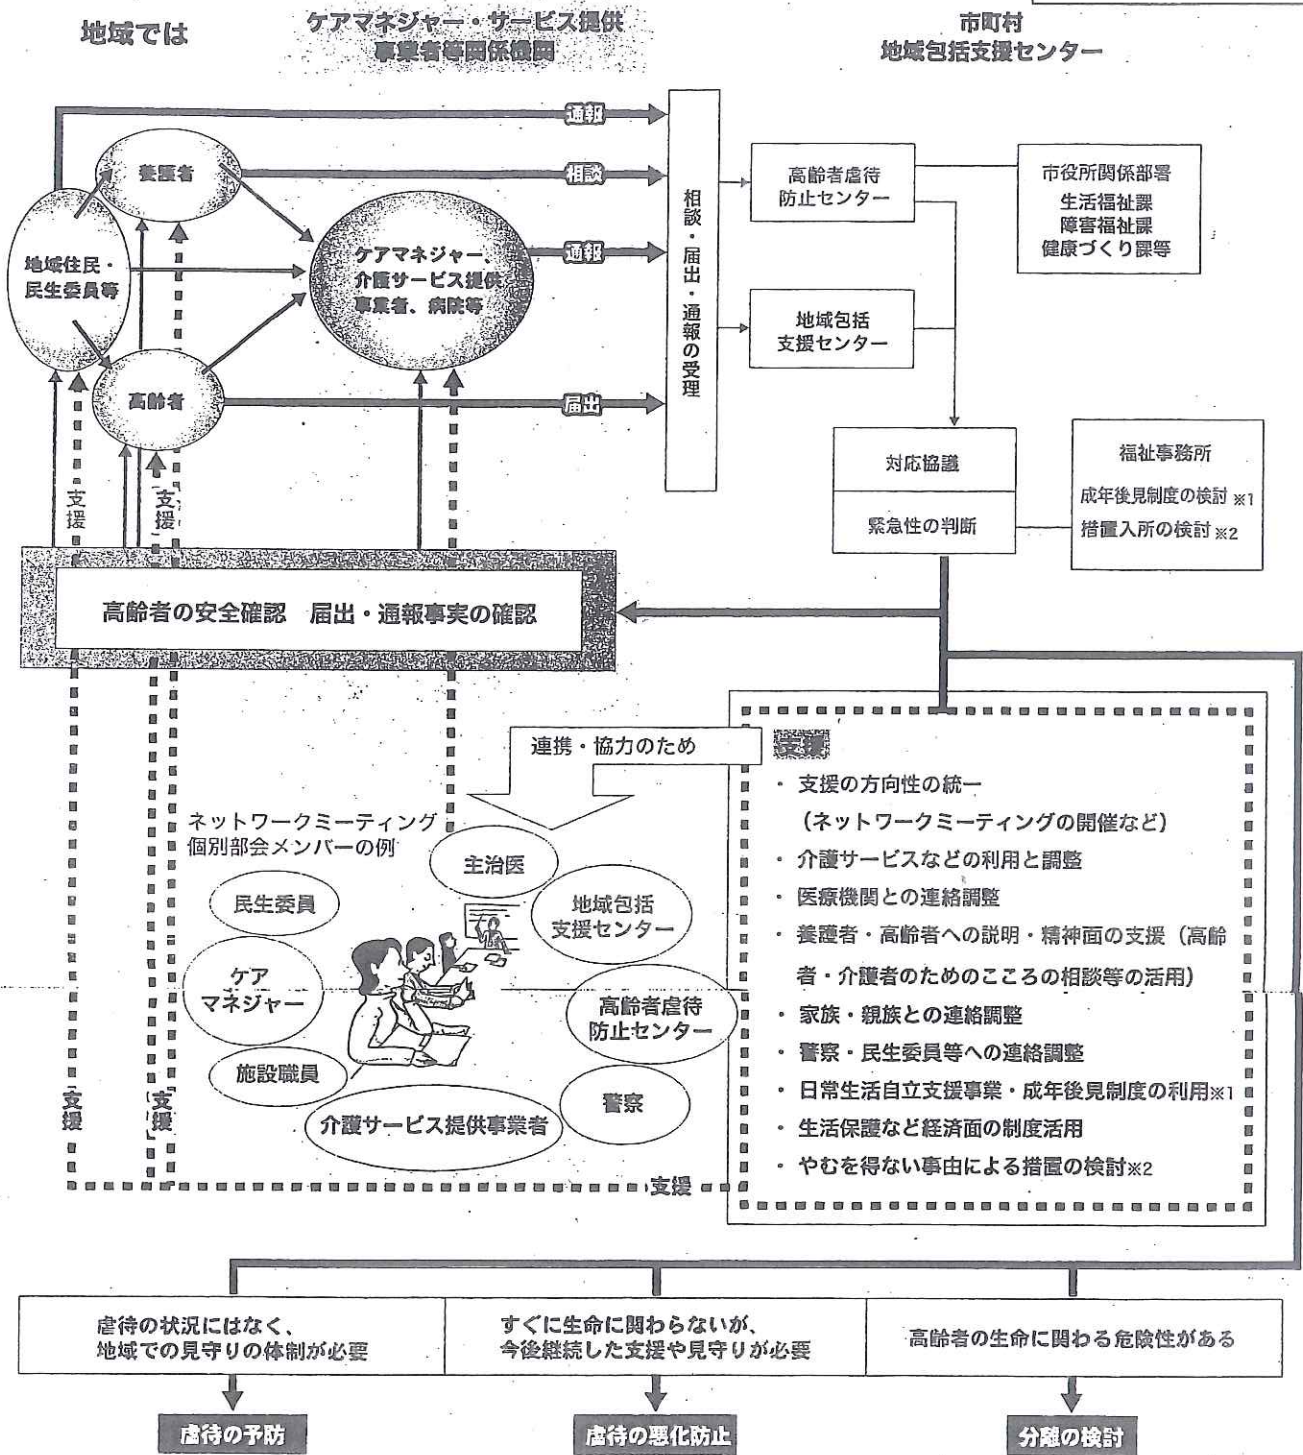 地域では
ケアマネジャー・サービス提供
事業者等関係機関
市町村
地域包括支援センター
通報
養護者
相談
地域住民・
民生委員等
ケアマネジャー、
介護サービス提供
事業者、病院等
通報
高齢者
届出
相談・届出・通報の受理
高齢者虐待
防止センター
市役所関係部署
生活福祉課
障害福祉課
健康づくり課等
地域包括
支援センター
対応協議
緊急性の判断
福祉事務所
成年後見制度の検討 ※1
措置入所の検討 ※2
支援
支援
高齢者の安全確認　届出・通報事実の確認
連携・協力のため
支援
・ 支援の方向性の統一
（ネットワークミーティングの開催など）
・ 介護サービスなどの利用と調整
・ 医療機関との連絡調整
・ 養護者・高齢者への説明・精神面の支援（高齢
者・介護者のためのこころの相談等の活用）
・ 家族・親族との連絡調整
・ 警察・民生委員等への連絡調整
・ 日常生活自立支援事業・成年後見制度の利用※1
・ 生活保護など経済面の制度活用
・ やむを得ない事由による措置の検討※2
ネットワークミーティング
個別部会メンバーの例
主治医
民生委員
地域包括
支援センター
ケア
マネジャー
高齢者虐待
防止センター
施設職員
警察
介護サービス提供事業者
支援
支援
支援
虐待の状況にはなく、
地域での見守りの体制が必要
すぐに生命に関わらないが、
今後継続した支援や見守りが必要
高齢者の生命に関わる危険性がある
虐待の予防
虐待の悪化防止
分離の検討